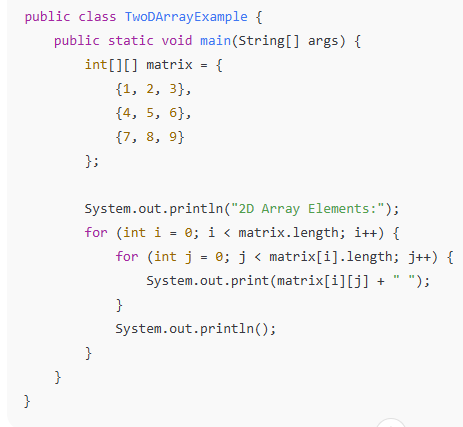 public class TwoDArrayExample {
    public static void main(String[] args) {
        int[][] matrix = {
            {1, 2, 3},
            {4, 5, 6},
            {7, 8, 9}
        };

        System.out.println("2D Array Elements:");
        for (int i = 0; i < matrix.length; i++) {
            for (int j = 0; j < matrix[i].length; j++) {
                System.out.print(matrix[i][j] + " ");
            }
            System.out.println();
        }
    }
}